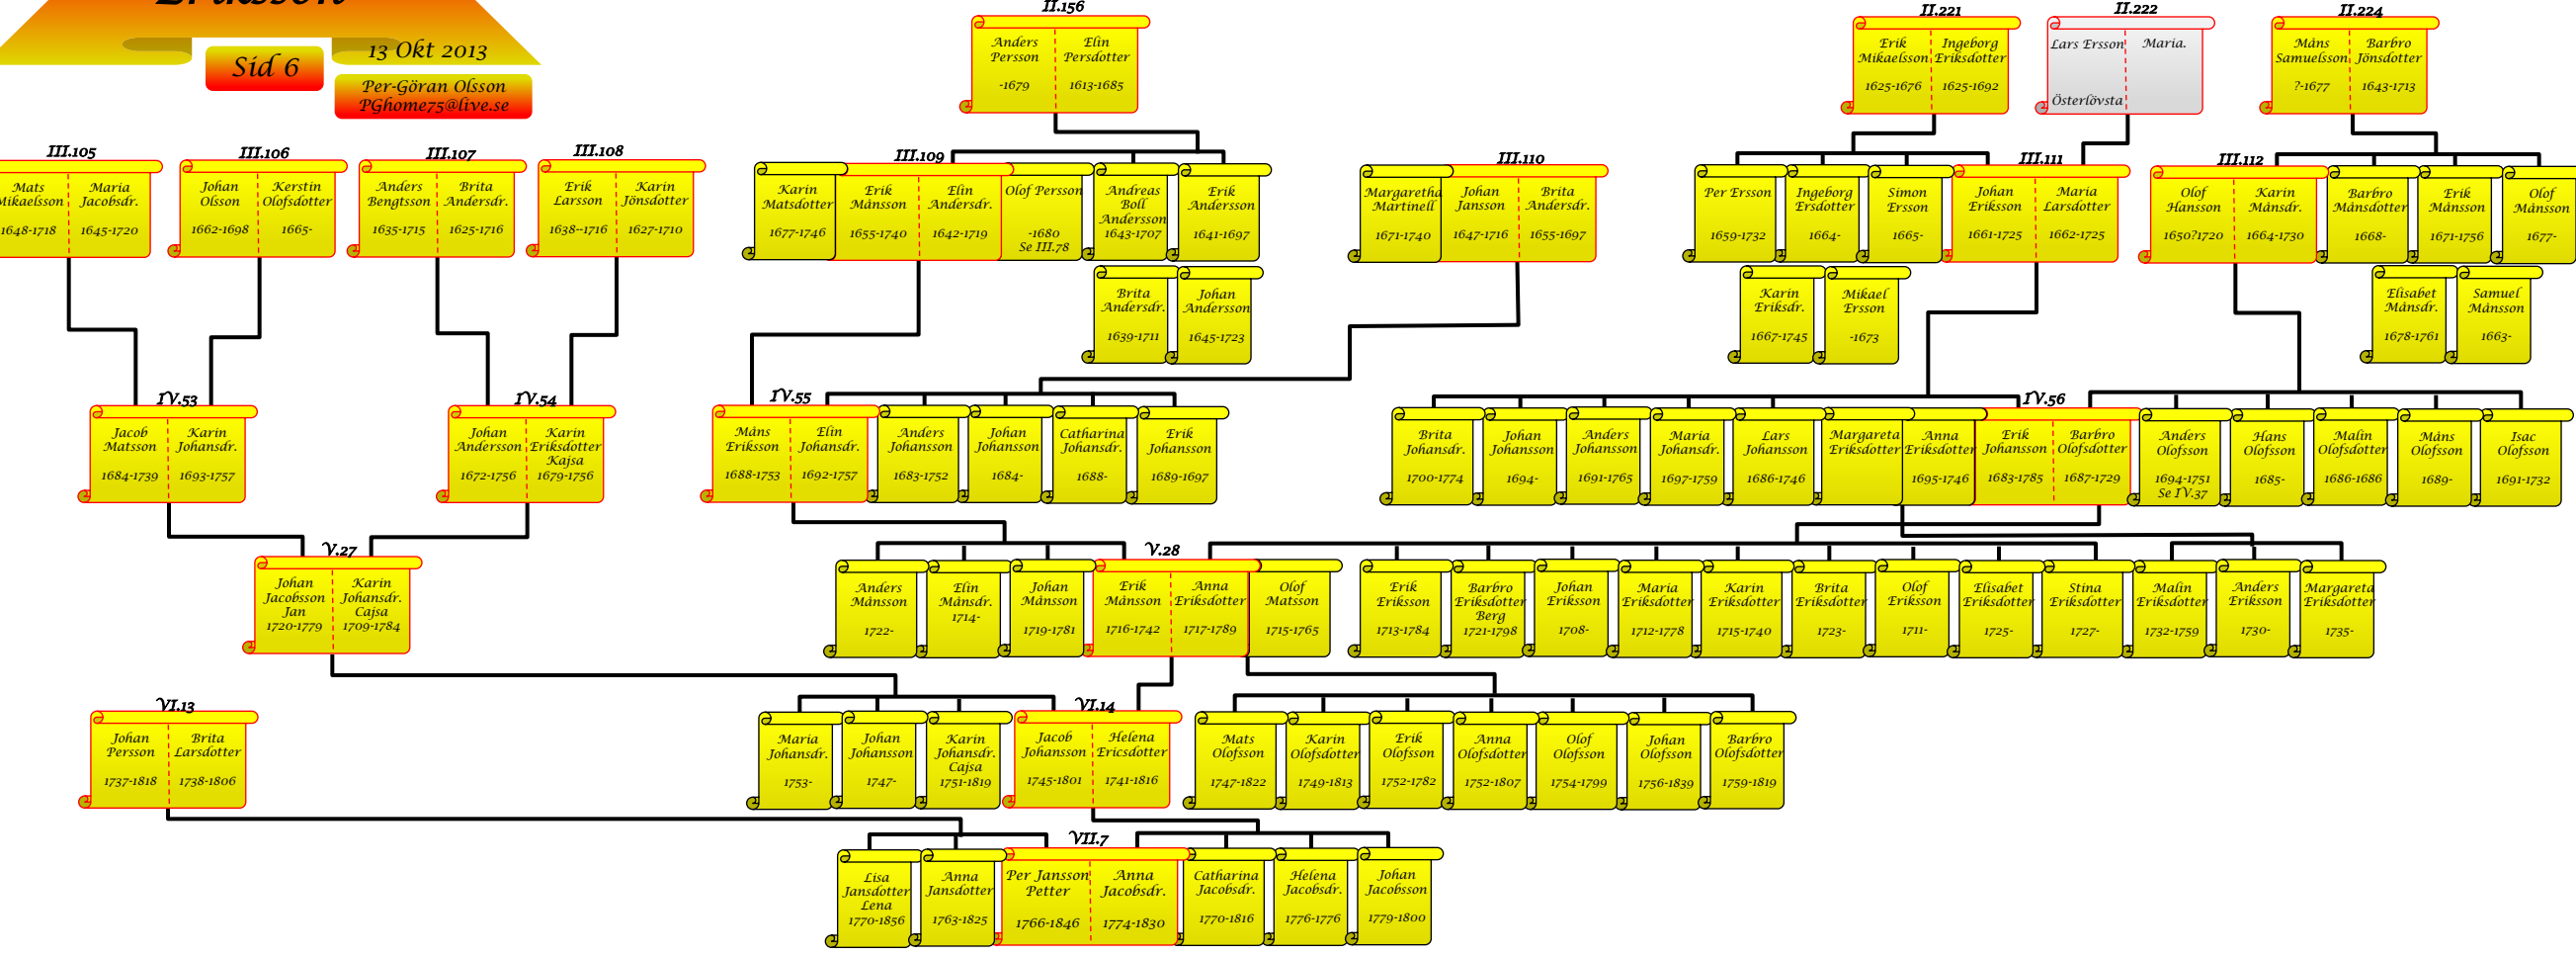 Eriksson
Sid 6
13 Okt 2013
Per-Göran Olsson
PGhome75@live.se
II.156
Anders
Persson
-1679
Elin
Persdotter
1613-1685
II.221
Erik
Mikaelsson
1625-1676
Ingeborg
Eriksdotter
1625-1692
II.222
Lars Ersson
Österlövsta
Maria.
II.224
Måns
Samuelsson
?-1677
Barbro
Jönsdotter
1643-1713
III.105
Mats
Mikaelsson
1648-1718
Maria
Jacobsdr.
1645-1720
III.106
Johan
Olsson
1662-1698
Kerstin
Olofsdotter
1665-
III.107
Anders
Bengtsson
1635-1715
Brita
Andersdr.
1625-1716
III.108
Erik
Larsson
1638--1716
Karin
Jönsdotter
1627-1710
Karin
Matsdotter
1677-1746
III.109
Erik
Månsson
1655-1740
Elin
Andersdr.
1642-1719
Olof Persson
-1680
Se III.78
Andreas
Boll
Andersson
1643-1707
Erik
Andersson
1641-1697
Brita
Andersdr.
1639-1711
Johan
Andersson
1645-1723
Margaretha
Martinell
1671-1740
III.110
Johan
Jansson
1647-1716
Brita
Andersdr.
1655-1697
Per Ersson
1659-1732
Ingeborg
Ersdotter
1664-
Simon
Ersson
1665-
III.111
Johan
Eriksson
1661-1725
Maria
Larsdotter
1662-1725
Karin
Eriksdr.
1667-1745
Mikael
Ersson
-1673
III.112
Olof
Hansson
1650?1720
Karin
Månsdr.
1664-1730
Barbro
Månsdotter
1668-
Erik
Månsson
1671-1756
Olof
Månsson
1677-
Elisabet
Månsdr.
1678-1761
Samuel
Månsson
1663-
IV.53
Jacob
Matsson
1684-1739
Karin
Johansdr.
1693-1757
IV.54
Johan
Andersson
1672-1756
Karin
Eriksdotter
Kajsa
1679-1756
IV.55
Måns
Eriksson
1688-1753
Elin
Johansdr.
1692-1757
Anders
Johansson
1683-1752
Johan
Johansson
1684-
Catharina
Johansdr.
1688-
Erik
Johansson
1689-1697
Brita
Johansdr.
1700-1774
Johan
Johansson
1694-
Anders
Johansson
1691-1765
Maria
Johansdr.
1697-1759
Lars
Johansson
1686-1746
Margareta
Eriksdotter
Anna
Eriksdotter
1695-1746
IV.56
Erik
Johansson
1683-1785
Barbro
Olofsdotter
1687-1729
Anders
Olofsson
1694-1751
Se IV.37
Hans
Olofsson
1685-
Malin
Olofsdotter
1686-1686
Måns
Olofsson
1689-
Isac
Olofsson
1691-1732
V.27
Johan
Jacobsson
Jan
1720-1779
Karin
Johansdr.
Cajsa
1709-1784
Anders
Månsson
1722-
Elin
Månsdr.
1714-
Johan
Månsson
1719-1781
V.28
Erik
Månsson
1716-1742
Anna
Eriksdotter
1717-1789
Olof
Matsson
1715-1765
Erik
Eriksson
1713-1784
Barbro
Eriksdotter
Berg
1721-1798
Johan
Eriksson
1708-
Maria
Eriksdotter
1712-1778
Karin
Eriksdotter
1715-1740
Brita
Eriksdotter
1723-
Olof
Eriksson
1711-
Elisabet
Eriksdotter
1725-
Stina
Eriksdotter
1727-
Malin
Eriksdotter
1732-1759
Anders
Eriksson
1730-
Margareta
Eriksdotter
1735-
VI.13
Johan
Persson
1737-1818
Brita
Larsdotter
1738-1806
Maria
Johansdr.
1753-
Johan
Johansson
1747-
Karin
Johansdr.
Cajsa
1751-1819
VI.14
Jacob
Johansson
1745-1801
Helena
Ericsdotter
1741-1816
Mats
Olofsson
1747-1822
Karin
Olofsdotter
1749-1813
Erik
Olofsson
1752-1782
Anna
Olofsdotter
1752-1807
Olof
Olofsson
1754-1799
Johan
Olofsson
1756-1839
Barbro
Olofsdotter
1759-1819
Lisa
Jansdotter
Lena
1770-1856
Anna
Jansdotter
1763-1825
VII.7
Per Jansson
Petter
1766-1846
Anna
Jacobsdr.
1774-1830
Catharina
Jacobsdr.
1770-1816
Helena
Jacobsdr.
1776-1776
Johan
Jacobsson
1779-1800